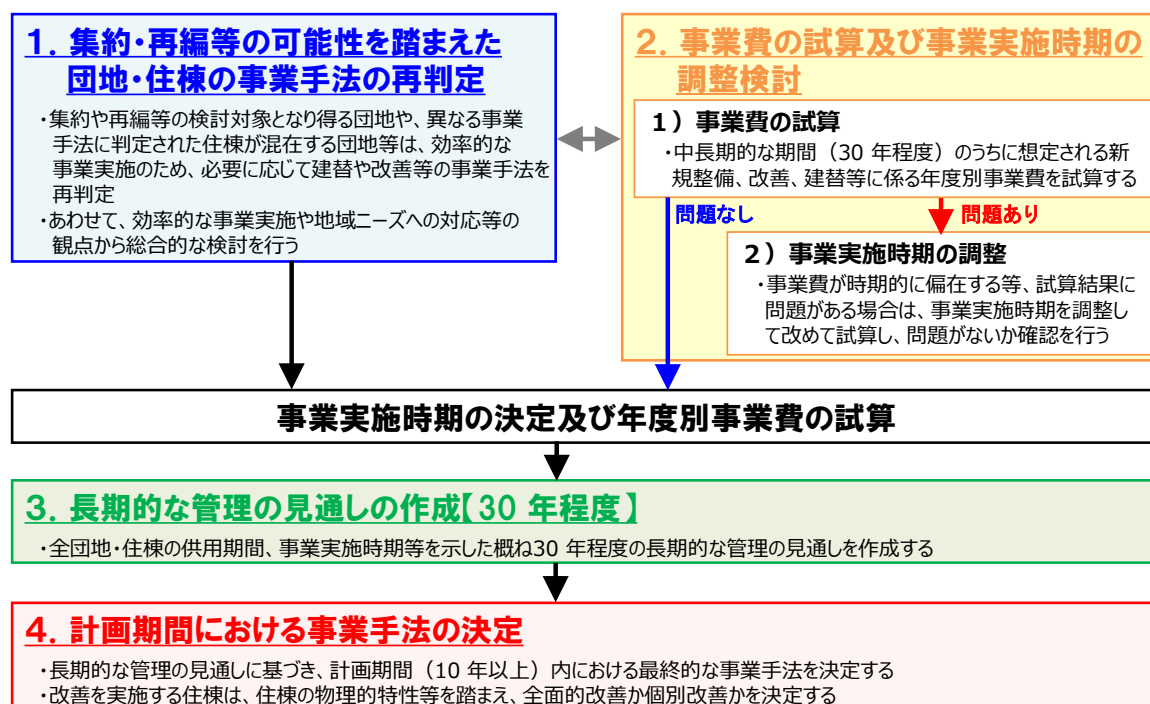 １．集約・再編等の可能性を踏まえた
団地・住棟の事業手法の再判定
・集約や再編等の検討対象となり得る団地や、異なる事業
手法に判定された住棟が混在する団地等は、効率的な
事業実施のため、必要に応じて建替や改善等の事業手法を
再判定
・あわせて、効率的な事業実施や地域ニーズへの対応等の
観点から総合的な検討を行う
２．事業費の試算及び事業実施時期の
調整検討
１）事業費の試算
・中長期的な期間（30 年程度）のうちに想定される新
規整備、改善、建替等に係る年度別事業費を試算する
問題なし
問題あり
２）事業実施時期の調整
・事業費が時期的に偏在する等、試算結果に
問題がある場合は、事業実施時期を調整し
て改めて試算し、問題がないか確認を行う
事業実施時期の決定及び年度別事業費の試算
３．長期的な管理の見通しの作成【30 年程度】
・全団地・住棟の供用期間、事業実施時期等を示した概ね30 年程度の長期的な管理の見通しを作成する
４．計画期間における事業手法の決定
・長期的な管理の見通しに基づき、計画期間（10 年以上）内における最終的な事業手法を決定する
・改善を実施する住棟は、住棟の物理的特性等を踏まえ、全面的改善か個別改善かを決定する